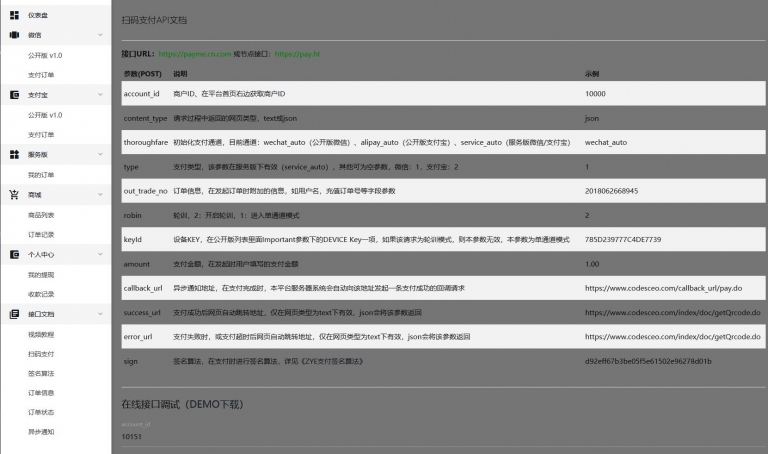 仪表盘
微信
公开版 v1.0
支付订单
支付宝
公开版 v1.0
支付订单
服务版
我的订单
商城
商品列表
订单记录
个人中心
我的提现
收款记录
接口文档
视频教程
扫码支付
签名算法
订单信息
订单状态
异步通知
扫码支付API文档
接口URL: https://payme.cn.com 或节点接口: https://pay.ht
参数(POST) 说明 示例
account_id 商户ID、在平台首页右边获取商户ID 10000
content_type 请求过程中返回的网页类型，text或json json
thoroughfare 初始化支付通道，目前通道：wechat_auto（公开版微信）、alipay_auto（公开版支付宝）、service_auto（服务版微信/支付宝） wechat_auto
type 支付类型，该参数在服务版下有效（service_auto），其他可为空参数，微信：1，支付宝：2 1
out_trade_no 订单信息，在发起订单时附加的信息，如用户名，充值订单号等字段参数 2018062668945
robin 轮训，2：开启轮训，1：进入单通道模式 2
keyId 设备KEY，在公开版列表里面Important参数下的DEVICE Key一项，如果该请求为轮训模式，则本参数无效，本参数为单通道模式 785D239777C4DE7739
amount 支付金额，在发起时用户填写的支付金额 1.00
callback_url 异步通知地址，在支付完成时，本平台服务器系统会自动向该地址发起一条支付成功的回调请求 https://www.codesceo.com/callback_url/pay.do
success_url 支付成功后网页自动跳转地址，仅在网页类型为text下有效，json会将该参数返回 https://www.codesceo.com/index/doc/getQrcode.do
error_url 支付失败时，或支付超时后网页自动跳转地址，仅在网页类型为text下有效，json会将该参数返回 https://www.codesceo.com/index/doc/getQrcode.do
sign 签名算法，在支付时进行签名算法，详见《ZYE支付签名算法》 d92eff67b3be05f5e61502e96278d01b
在线接口调试（DEMO下载）
account_id
10151